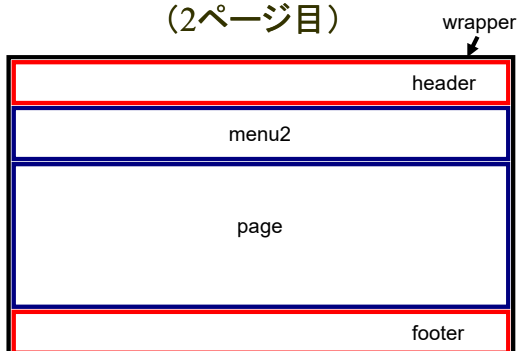 (2ページ目)
wrapper
header
menu2
page
footer